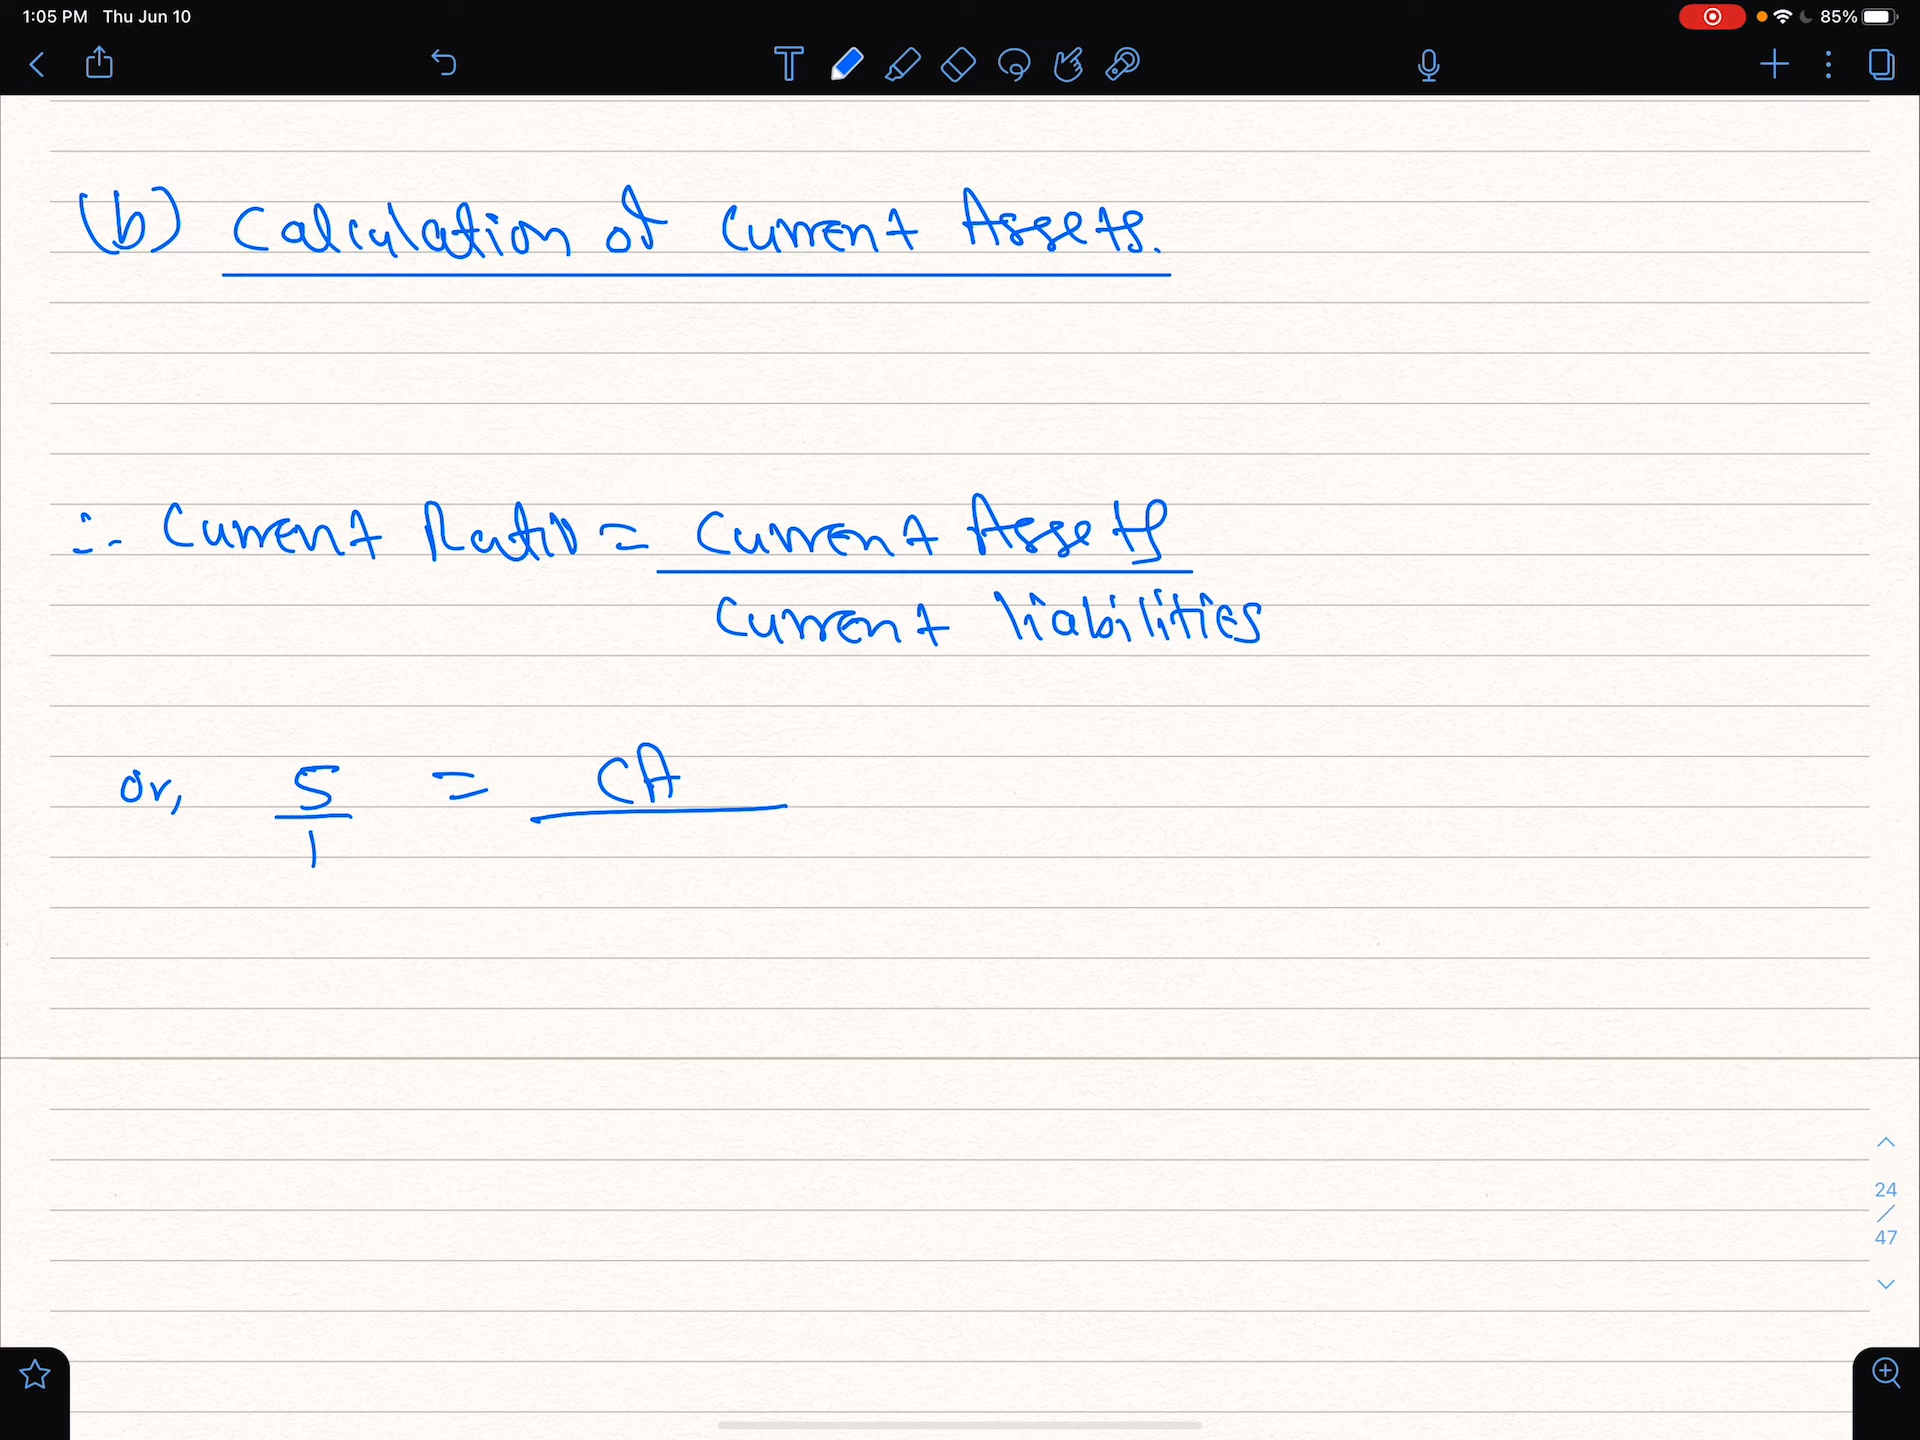 1:05 PM Thu Jun 10
85%
(b) Calculation of Current Assets.
∴ Current Ratio = Current Assets
Current liabilities
or, 5 = CA
1
24
/
47